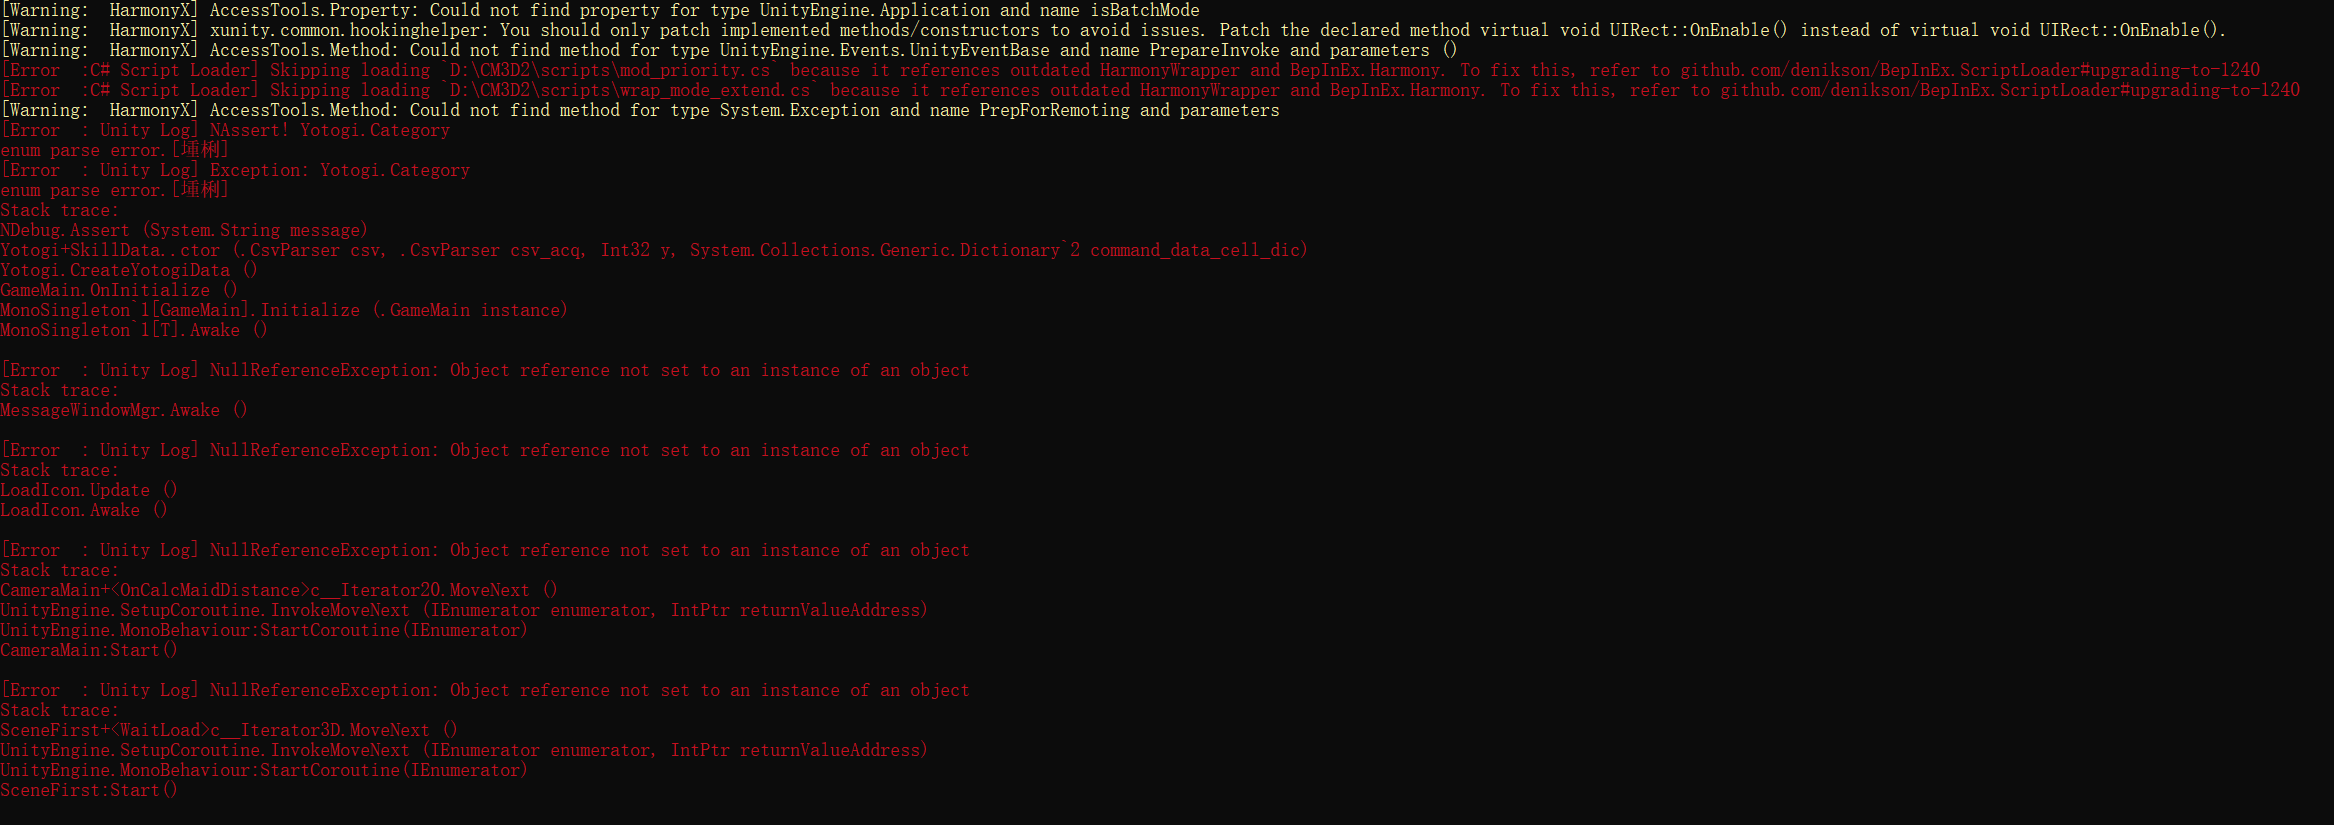 [Warning:  HarmonyX] AccessTools.Property: Could not find property for type UnityEngine.Application and name isBatchMode
[Warning:  HarmonyX] xunity.common.hookinghelper: You should only patch implemented methods/constructors to avoid issues. Patch the declared method virtual void UIRect::OnEnable() instead of virtual void UIRect::OnEnable().
[Warning:  HarmonyX] AccessTools.Method: Could not find method for type UnityEngine.Events.UnityEventBase and name PrepareInvoke and parameters ()
[Error  :C# Script Loader] Skipping loading `D:\CM3D2\scripts\mod_priority.cs` because it references outdated HarmonyWrapper and BepInEx.Harmony. To fix this, refer to github.com/denikson/BepInEx.ScriptLoader#upgrading-to-1240
[Error  :C# Script Loader] Skipping loading `D:\CM3D2\scripts\wrap_mode_extend.cs` because it references outdated HarmonyWrapper and BepInEx.Harmony. To fix this, refer to github.com/denikson/BepInEx.ScriptLoader#upgrading-to-1240
[Warning:  HarmonyX] AccessTools.Method: Could not find method for type System.Exception and name PrepForRemoting and parameters
[Error  : Unity Log] NAssert! Yotogi.Category
enum parse error.[]
[Error  : Unity Log] Exception: Yotogi.Category
enum parse error.[]
Stack trace:
NDebug.Assert (System.String message)
Yotogi+SkillData..ctor (.CsvParser csv, .CsvParser csv_acq, Int32 y, System.Collections.Generic.Dictionary`2 command_data_cell_dic)
Yotogi.CreateYotogiData ()
GameMain.OnInitialize ()
MonoSingleton`1[GameMain].Initialize (.GameMain instance)
MonoSingleton`1[T].Awake ()
[Error  : Unity Log] NullReferenceException: Object reference not set to an instance of an object
Stack trace:
MessageWindowMgr.Awake ()
[Error  : Unity Log] NullReferenceException: Object reference not set to an instance of an object
Stack trace:
LoadIcon.Update ()
LoadIcon.Awake ()
[Error  : Unity Log] NullReferenceException: Object reference not set to an instance of an object
Stack trace:
CameraMain+<OnCalcMaidDistance>c__Iterator20.MoveNext ()
UnityEngine.SetupCoroutine.InvokeMoveNext (IEnumerator enumerator, IntPtr returnValueAddress)
UnityEngine.MonoBehaviour:StartCoroutine(IEnumerator)
CameraMain:Start()
[Error  : Unity Log] NullReferenceException: Object reference not set to an instance of an object
Stack trace:
SceneFirst+<WaitLoad>c__Iterator3D.MoveNext ()
UnityEngine.SetupCoroutine.InvokeMoveNext (IEnumerator enumerator, IntPtr returnValueAddress)
UnityEngine.MonoBehaviour:StartCoroutine(IEnumerator)
SceneFirst:Start()